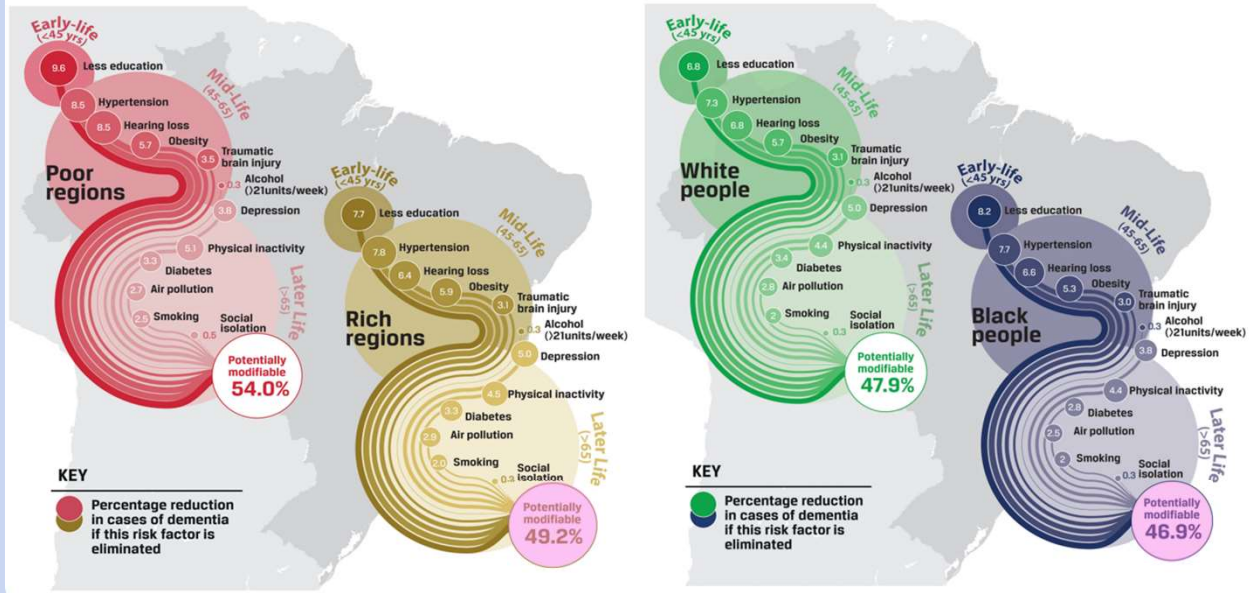 Early-life
(<45 yrs)
9.6
Less education
Mid-Life
(45-65)
8.5
Hypertension
8.5
Hearing loss
5.7
Obesity
3.5
Traumatic
brain injury
Poor
regions
0.3
Alcohol
(>21units/week)
3.8
Depression
5.1
Physical inactivity
3.3
Diabetes
2.7
Air pollution
2.5
Smoking
0.5
Social
isolation
Later Life
(>65)
Potentially
modifiable
54.0%
Early-life
(<45 yrs)
7.7
Less education
Mid-Life
(45-65)
7.8
Hypertension
6.4
Hearing loss
5.9
Obesity
3.1
Traumatic
brain injury
Rich
regions
0.3
Alcohol
(>21units/week)
5.0
Depression
4.5
Physical inactivity
3.3
Diabetes
2.9
Air pollution
2.0
Smoking
Social
isolation
Later Life
(>65)
Potentially
modifiable
49.2%
KEY
Percentage reduction
in cases of dementia
if this risk factor is
eliminated
Early-life
(<45 yrs)
6.8
Less education
Mid-Life
(45-65)
7.3
Hypertension
6.8
Hearing loss
5.7
Obesity
3.1
Traumatic
brain injury
White
people
0.3
Alcohol
(>21units/week)
5.0
Depression
4.4
Physical inactivity
3.4
Diabetes
2.8
Air pollution
2
Smoking
0.3
Social
isolation
Later Life
(>65)
Potentially
modifiable
47.9%
Early-life
(<45 yrs)
8.2
Less education
Mid-Life
(45-65)
7.7
Hypertension
6.6
Hearing loss
5.3
Obesity
3.0
Traumatic
brain injury
Black
people
0.3
Alcohol
(>21units/week)
3.8
Depression
4.4
Physical inactivity
2.8
Diabetes
2.5
Air pollution
2
Smoking
0.3
Social
isolation
Later Life
(>65)
Potentially
modifiable
46.9%
KEY
Percentage reduction
in cases of dementia
if this risk factor is
eliminated